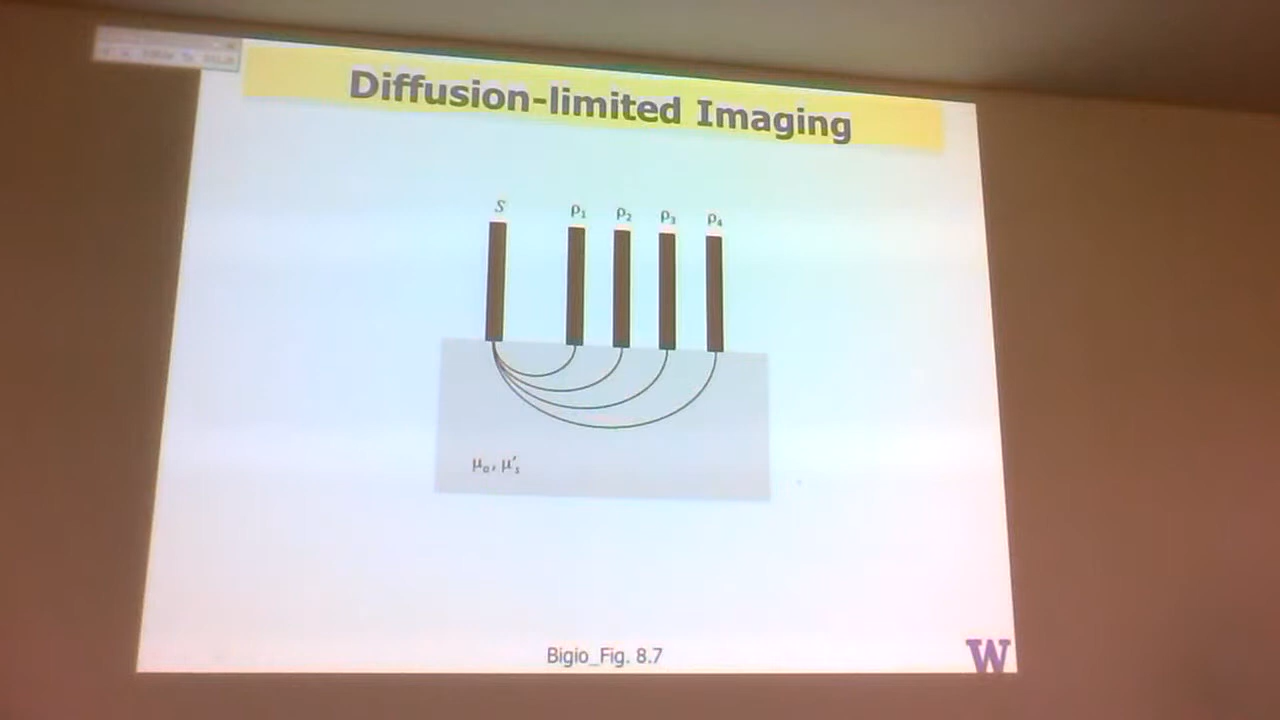 Diffusion-limited Imaging
S ρ₁ ρ₂ ρ₃ ρ₄
μₐ, μ'ₛ
Bigio_Fig. 8.7
W